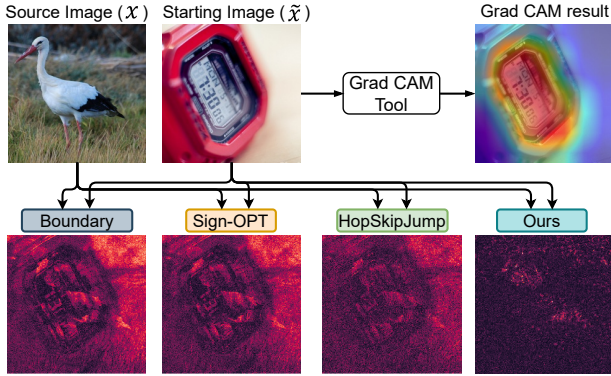 Source Image (x)
Starting Image (x̃)
Grad CAM result
Grad CAM
Tool
Boundary
Sign-OPT
HopSkipJump
Ours